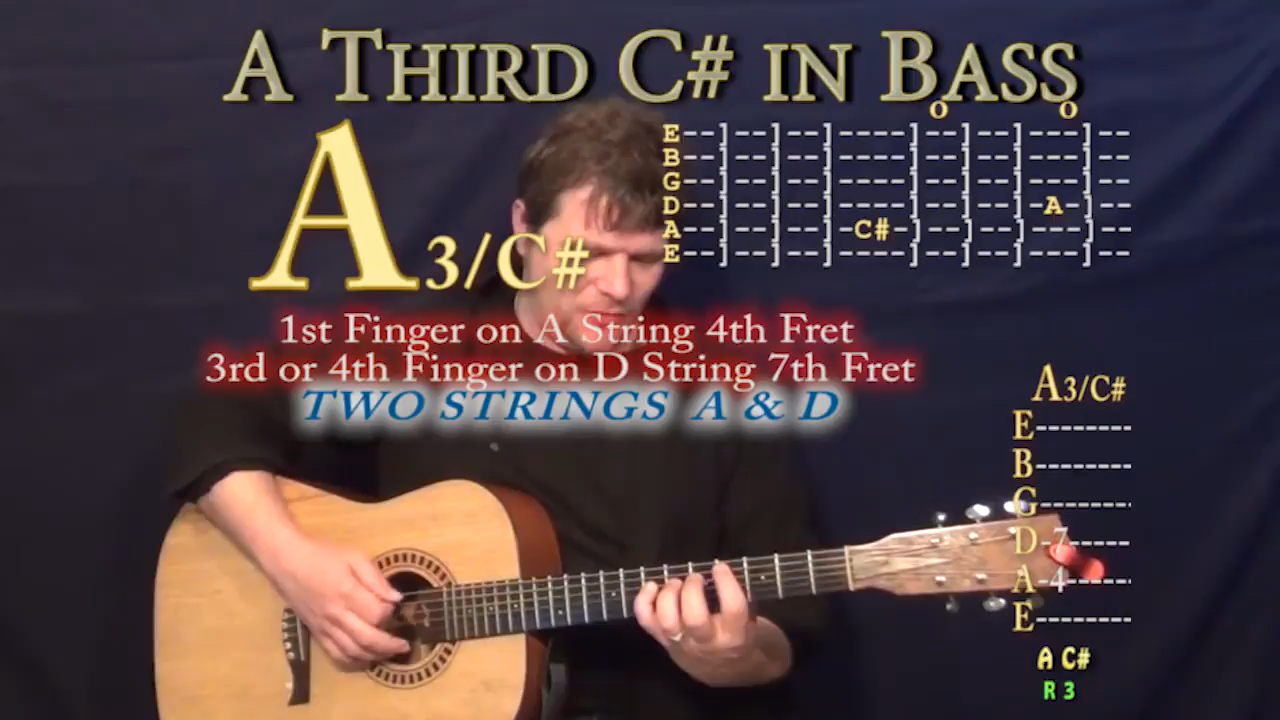 A THIRD C# IN BASS
A3/C#
o o
E--]--]--]----]--]--]---]--
B--]--]--]----]--]--]---]--
G--]--]--]----]--]--]---]--
D--]--]--]----]--]--]-A-]--
A--]--]--]-C#-]--]--]---]--
E--]--]--]----]--]--]---]--
1st Finger on A String 4th Fret
3rd or 4th Finger on D String 7th Fret
TWO STRINGS A & D
A3/C#
E-------
B-------
G-------
D-7-----
A-4-----
E-------
A C#
R 3